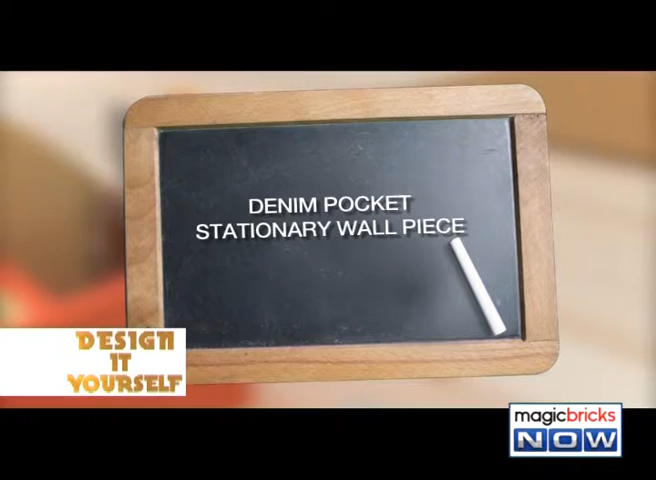 DENIM POCKET
STATIONARY WALL PIECE
DESIGN
IT
YOURSELF
magicbricks
NOW